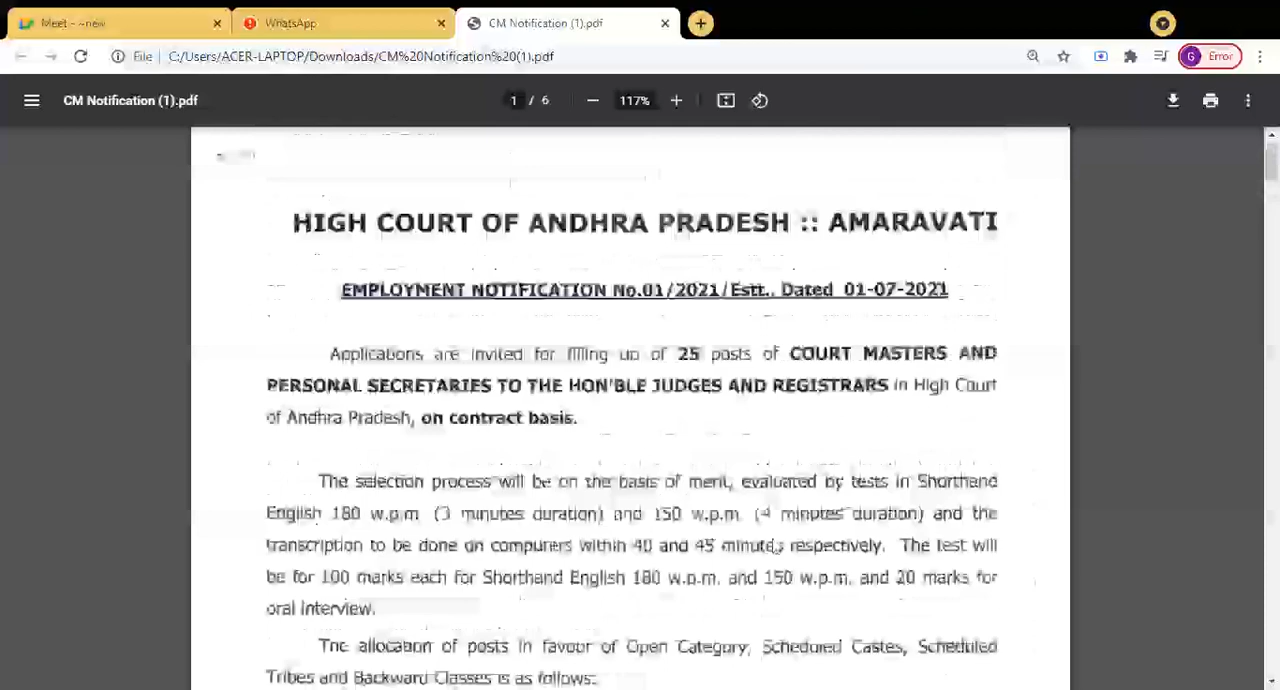 Meet - ~new
WhatsApp
CM Notification (1).pdf
File
C:/Users/ACER-LAPTOP/Downloads/CM%20Notification%20(1).pdf
G Error
CM Notification (1).pdf
1 / 6
117%
HIGH COURT OF ANDHRA PRADESH :: AMARAVATI
EMPLOYMENT NOTIFICATION No.01/2021/Estt., Dated 01-07-2021
Applications are invited for filling up of 25 posts of COURT MASTERS AND
PERSONAL SECRETARIES TO THE HON'BLE JUDGES AND REGISTRARS in High Court
of Andhra Pradesh, on contract basis.
The selection process will be on the basis of merit, evaluated by tests in Shorthand
English 180 w.p.m. (3 minutes duration) and 150 w.p.m. (4 minutes duration) and the
transcription to be done on computers within 40 and 45 minutes respectively. The test will
be for 100 marks each for Shorthand English 180 w.p.m. and 150 w.p.m. and 20 marks for
oral interview.
The allocation of posts in favour of Open Category, Scheduled Castes, Scheduled
Tribes and Backward Classes is as follows: